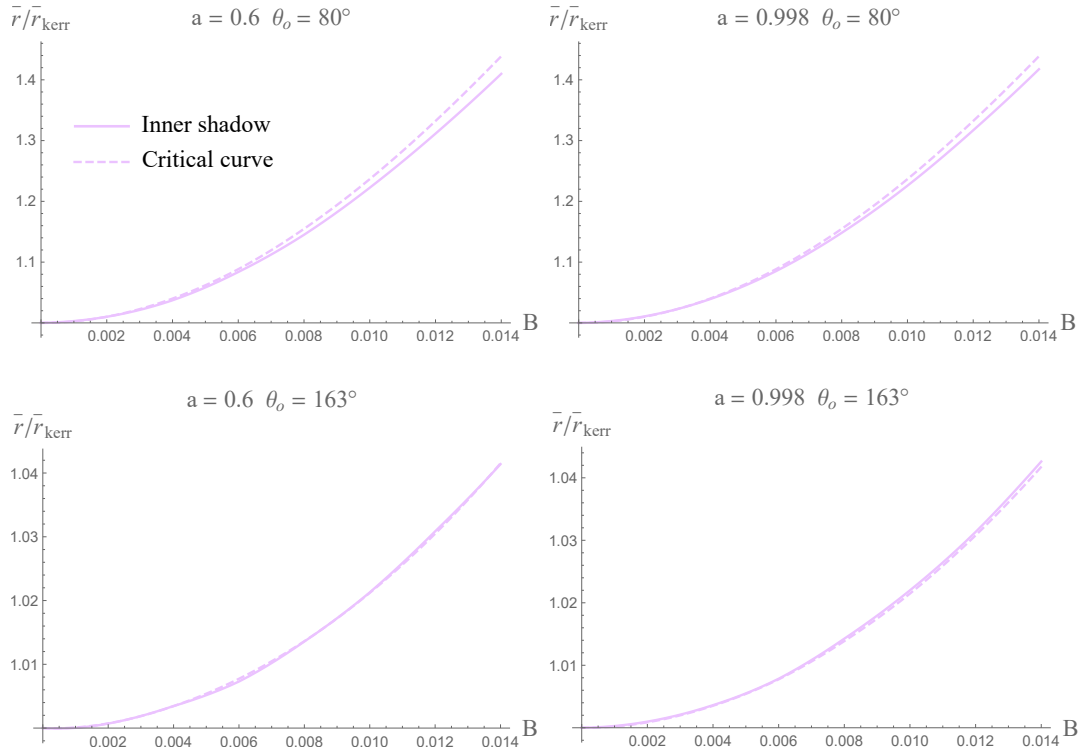 r̄/r̄kerr
a = 0.6 θo = 80°
1.4
1.3
1.2
1.1
Inner shadow
Critical curve
0.002 0.004 0.006 0.008 0.010 0.012 0.014
B
r̄/r̄kerr
a = 0.998 θo = 80°
1.4
1.3
1.2
1.1
0.002 0.004 0.006 0.008 0.010 0.012 0.014
B
r̄/r̄kerr
a = 0.6 θo = 163°
1.04
1.03
1.02
1.01
0.002 0.004 0.006 0.008 0.010 0.012 0.014
B
r̄/r̄kerr
a = 0.998 θo = 163°
1.04
1.03
1.02
1.01
0.002 0.004 0.006 0.008 0.010 0.012 0.014
B